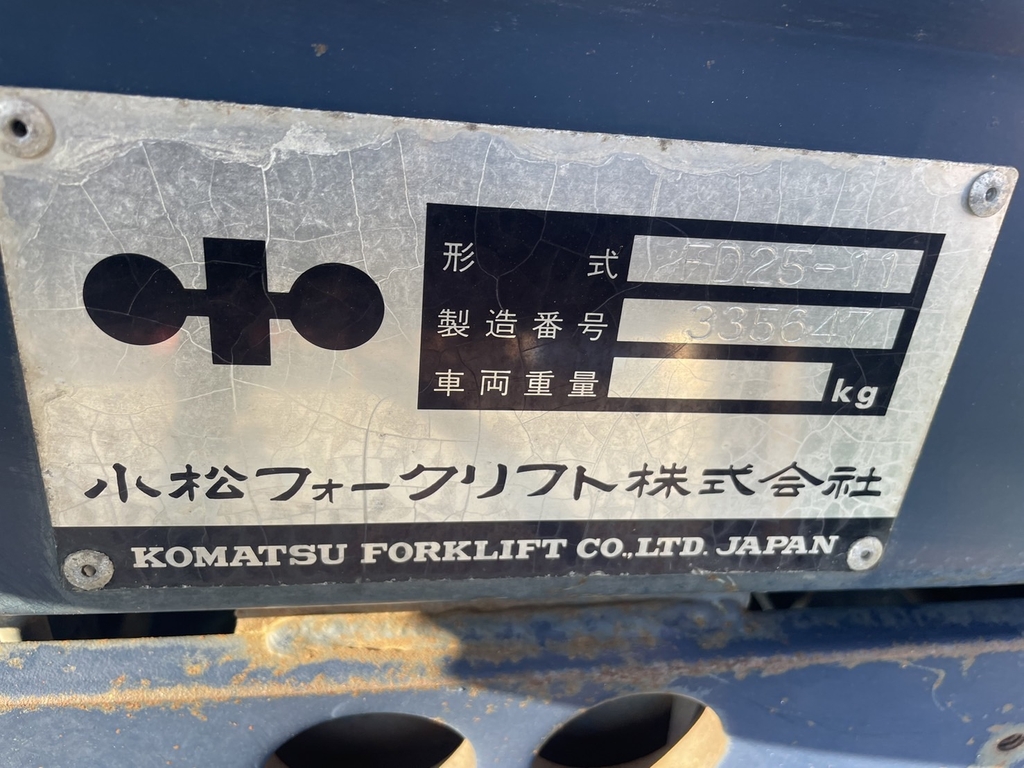 形 式 FD25-11
製造番号 335647
車両重量 kg
小松フォークリフト株式会社
KOMATSU FORKLIFT CO.,LTD. JAPAN